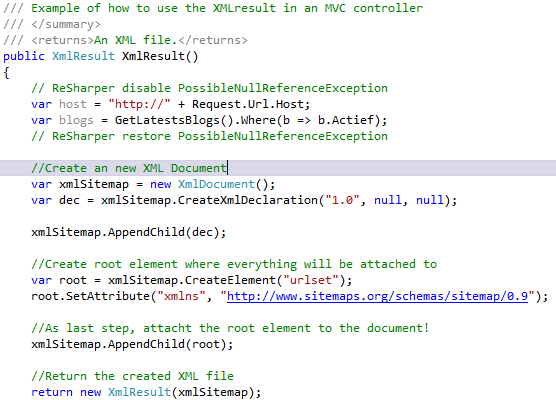 /// Example of how to use the XMLresult in an MVC controller
/// </summary>
/// <returns>An XML file.</returns>
public XmlResult XmlResult()
{
// ReSharper disable PossibleNullReferenceException
var host = "http://" + Request.Url.Host;
var blogs = GetLatestsBlogs().Where(b => b.Actief);
// ReSharper restore PossibleNullReferenceException
//Create an new XML Document
var xmlSitemap = new XmlDocument();
var dec = xmlSitemap.CreateXmlDeclaration("1.0", null, null);
xmlSitemap.AppendChild(dec);
//Create root element where everything will be attached to
var root = xmlSitemap.CreateElement("urlset");
root.SetAttribute("xmlns", "http://www.sitemaps.org/schemas/sitemap/0.9");
//As last step, attacht the root element to the document!
xmlSitemap.AppendChild(root);
//Return the created XML file
return new XmlResult(xmlSitemap);